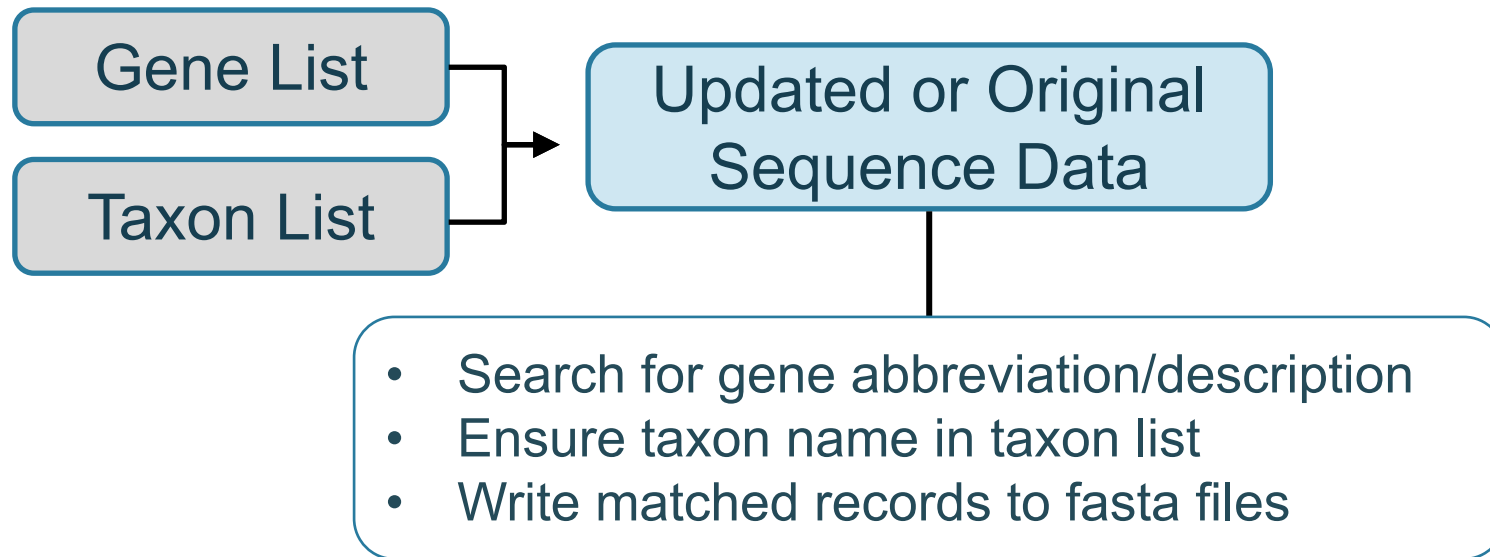 Gene List
Taxon List
Updated or Original
Sequence Data
• Search for gene abbreviation/description
• Ensure taxon name in taxon list
• Write matched records to fasta files